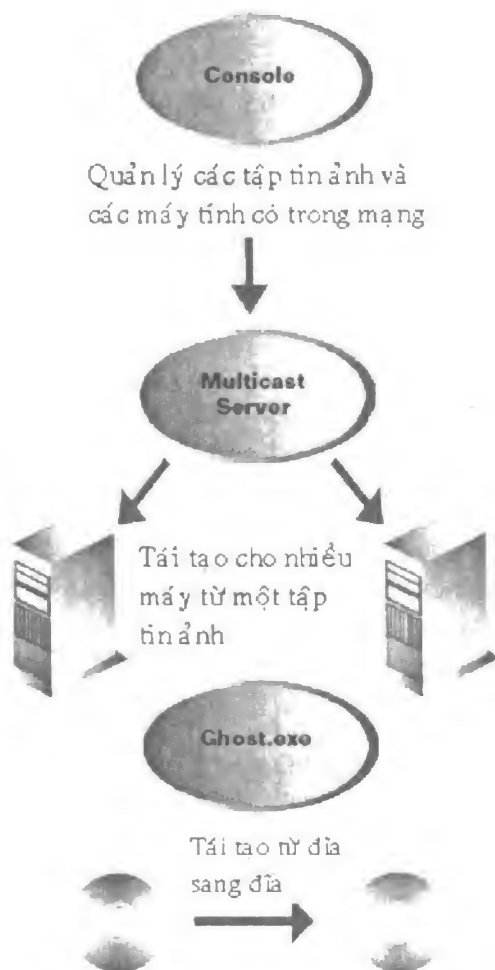 Console
Quản lý các tập tin ảnh và
các máy tính có trong mạng
Multicast
Server
Tái tạo cho nhiều
máy từ một tập
tin ảnh
Ghost.exe
Tái tạo từ đĩa
sang đĩa